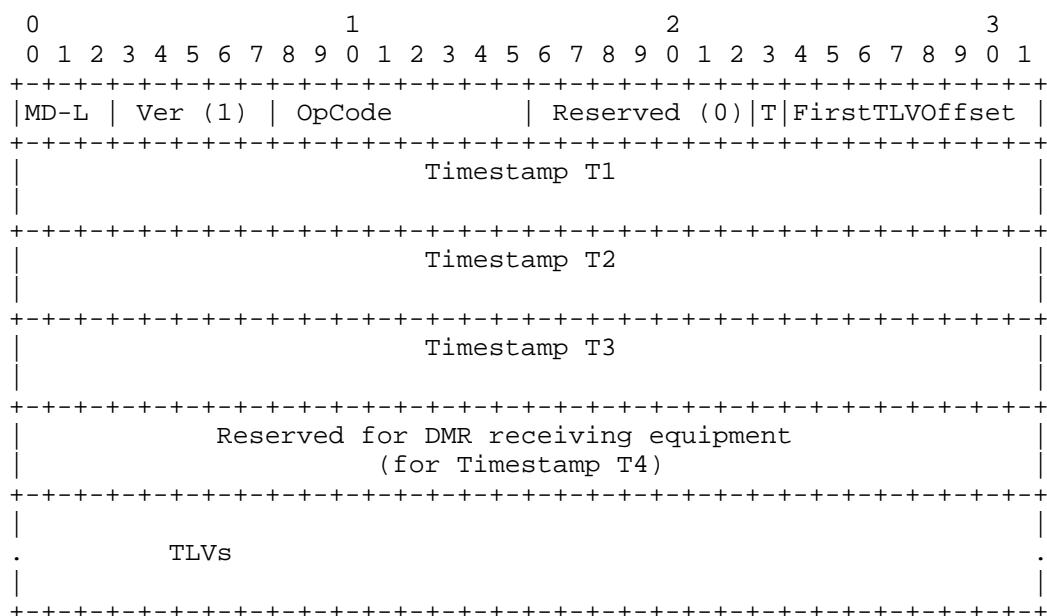 0                   1                   2                   3
0 1 2 3 4 5 6 7 8 9 0 1 2 3 4 5 6 7 8 9 0 1 2 3 4 5 6 7 8 9 0 1
+-+-+-+-+-+-+-+-+-+-+-+-+-+-+-+-+-+-+-+-+-+-+-+-+-+-+-+-+-+-+-+-+
|MD-L | Ver (1) | OpCode        | Reserved (0)|T|FirstTLVOffset |
+-+-+-+-+-+-+-+-+-+-+-+-+-+-+-+-+-+-+-+-+-+-+-+-+-+-+-+-+-+-+-+-+
|                         Timestamp T1                          |
|                                                               |
+-+-+-+-+-+-+-+-+-+-+-+-+-+-+-+-+-+-+-+-+-+-+-+-+-+-+-+-+-+-+-+-+
|                         Timestamp T2                          |
|                                                               |
+-+-+-+-+-+-+-+-+-+-+-+-+-+-+-+-+-+-+-+-+-+-+-+-+-+-+-+-+-+-+-+-+
|                         Timestamp T3                          |
|                                                               |
+-+-+-+-+-+-+-+-+-+-+-+-+-+-+-+-+-+-+-+-+-+-+-+-+-+-+-+-+-+-+-+-+
|            Reserved for DMR receiving equipment               |
|                      (for Timestamp T4)                       |
+-+-+-+-+-+-+-+-+-+-+-+-+-+-+-+-+-+-+-+-+-+-+-+-+-+-+-+-+-+-+-+-+
|                                                               |
.         TLVs                                                  .
|                                                               |
+-+-+-+-+-+-+-+-+-+-+-+-+-+-+-+-+-+-+-+-+-+-+-+-+-+-+-+-+-+-+-+-+